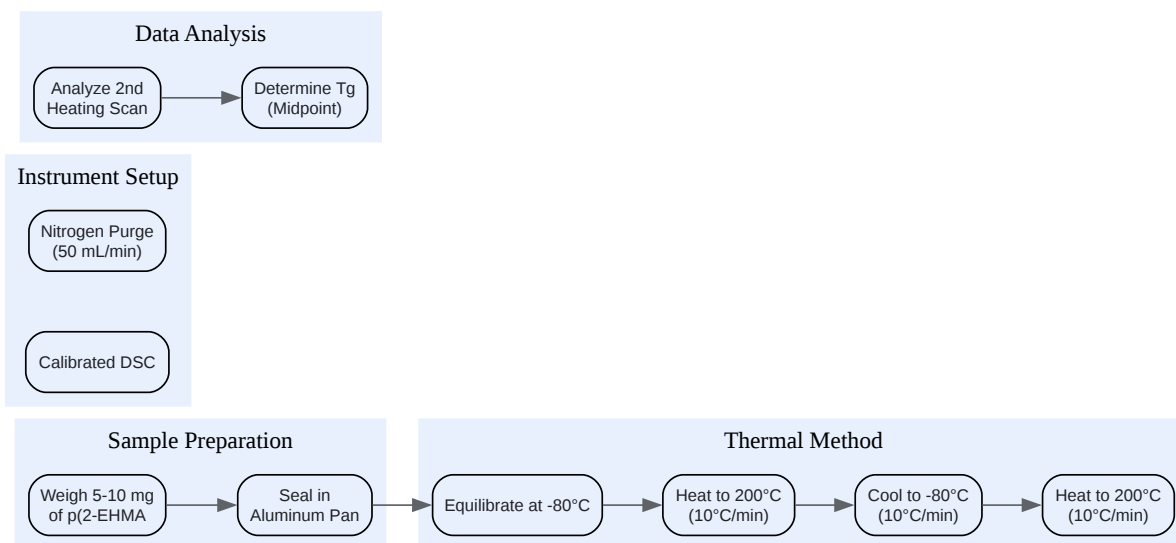 Data Analysis
Analyze 2nd
Heating Scan
Determine Tg
(Midpoint)
Instrument Setup
Nitrogen Purge
(50 mL/min)
Calibrated DSC
Sample Preparation
Weigh 5-10 mg
of p(2-EHMA
Seal in
Aluminum Pan
Thermal Method
Equilibrate at -80°C
Heat to 200°C
(10°C/min)
Cool to -80°C
(10°C/min)
Heat to 200°C
(10°C/min)